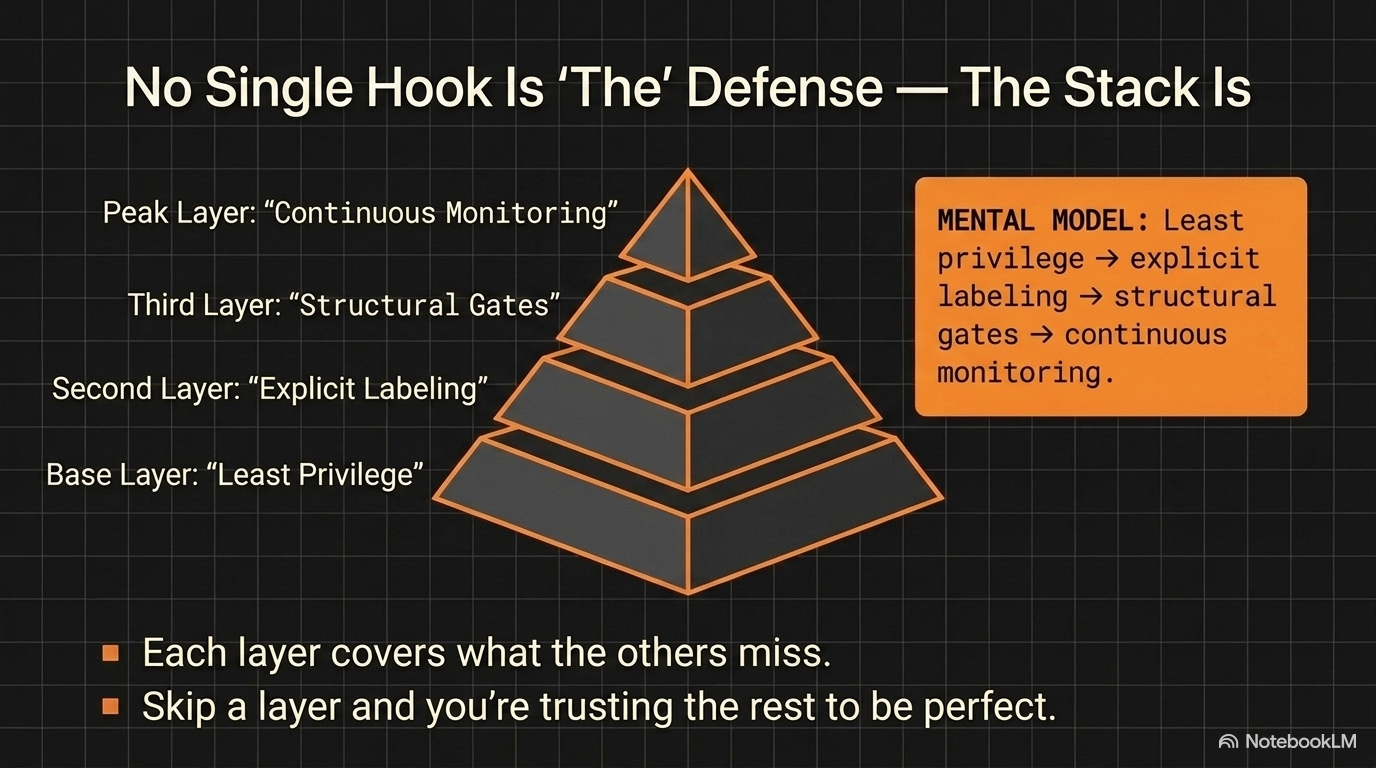 No Single Hook Is ‘The’ Defense — The Stack Is
Peak Layer: “Continuous Monitoring”
Third Layer: “Structural Gates”
Second Layer: “Explicit Labeling”
Base Layer: “Least Privilege”
MENTAL MODEL: Least
privilege → explicit
labeling → structural
gates → continuous
monitoring.
Each layer covers what the others miss.
Skip a layer and you’re trusting the rest to be perfect.
NotebookLM